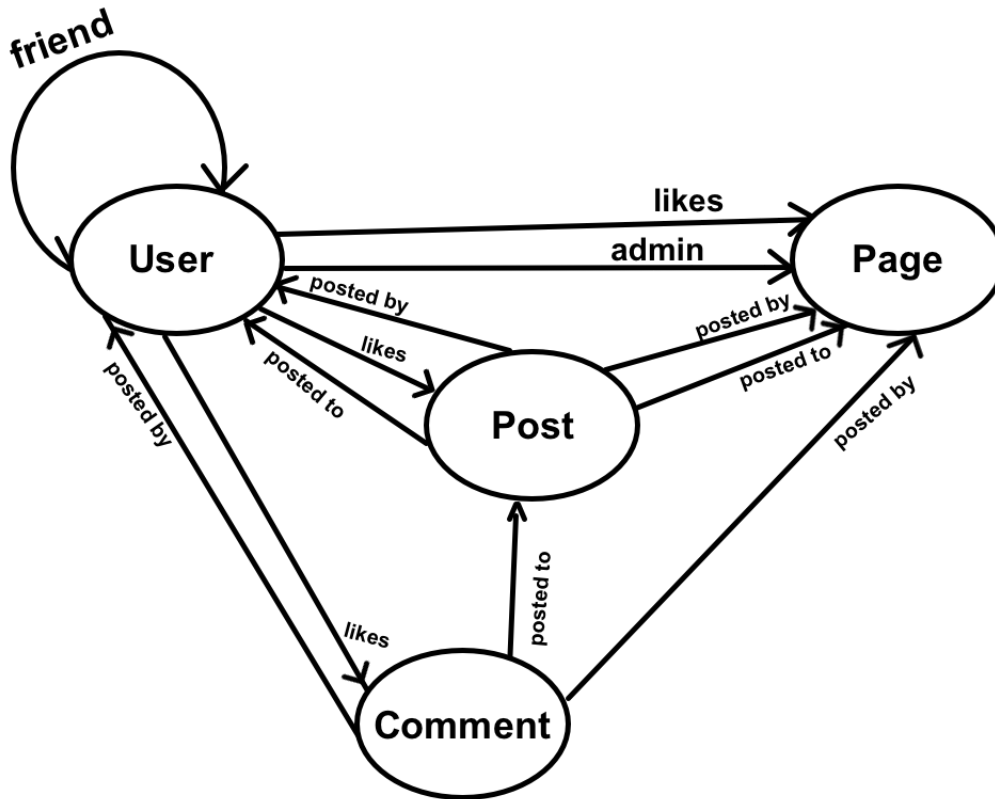 friend
likes
User
admin
Page
posted by
likes
posted by
posted to
posted to
posted by
Post
posted by
posted to
likes
Comment